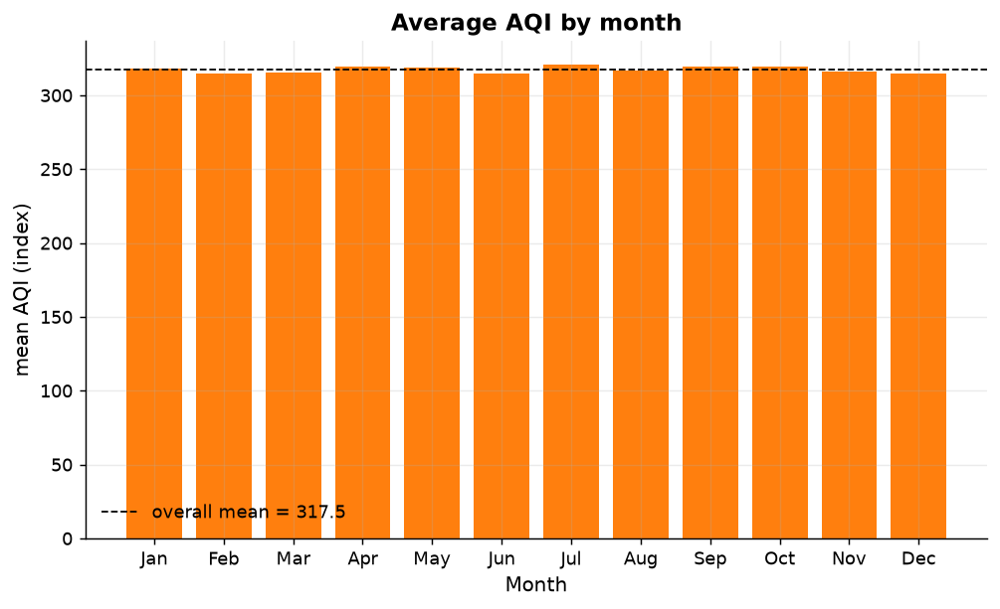 Average AQI by month
mean AQI (index)
300
250
200
150
100
50
0
overall mean = 317.5
Jan Feb Mar Apr May Jun Jul Aug Sep Oct Nov Dec
Month